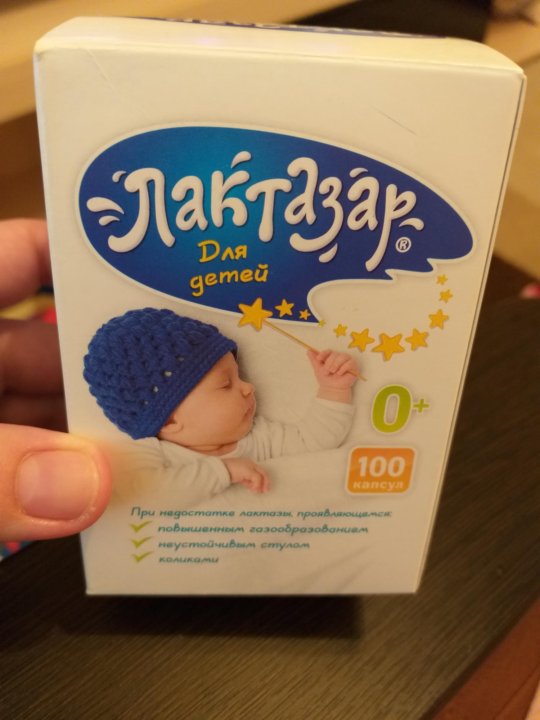 Лактазар®
Для
детей
0+
100
капсул
При недостатке лактазы, проявляющемся:
повышенным газообразованием
неустойчивым стулом
коликами